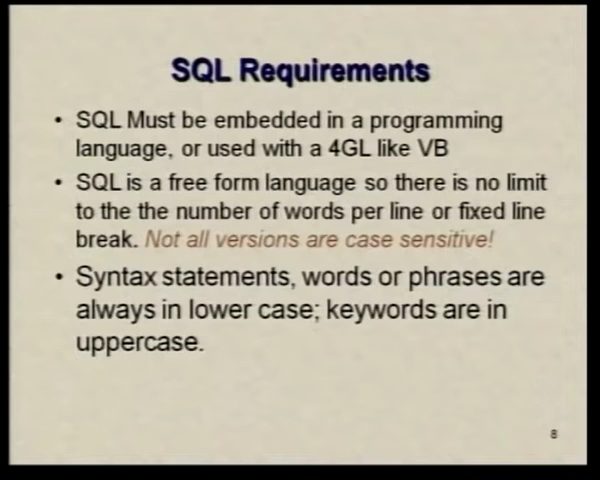 SQL Requirements
• SQL Must be embedded in a programming
language, or used with a 4GL like VB
• SQL is a free form language so there is no limit
to the the number of words per line or fixed line
break. Not all versions are case sensitive!
• Syntax statements, words or phrases are
always in lower case; keywords are in
uppercase.
8